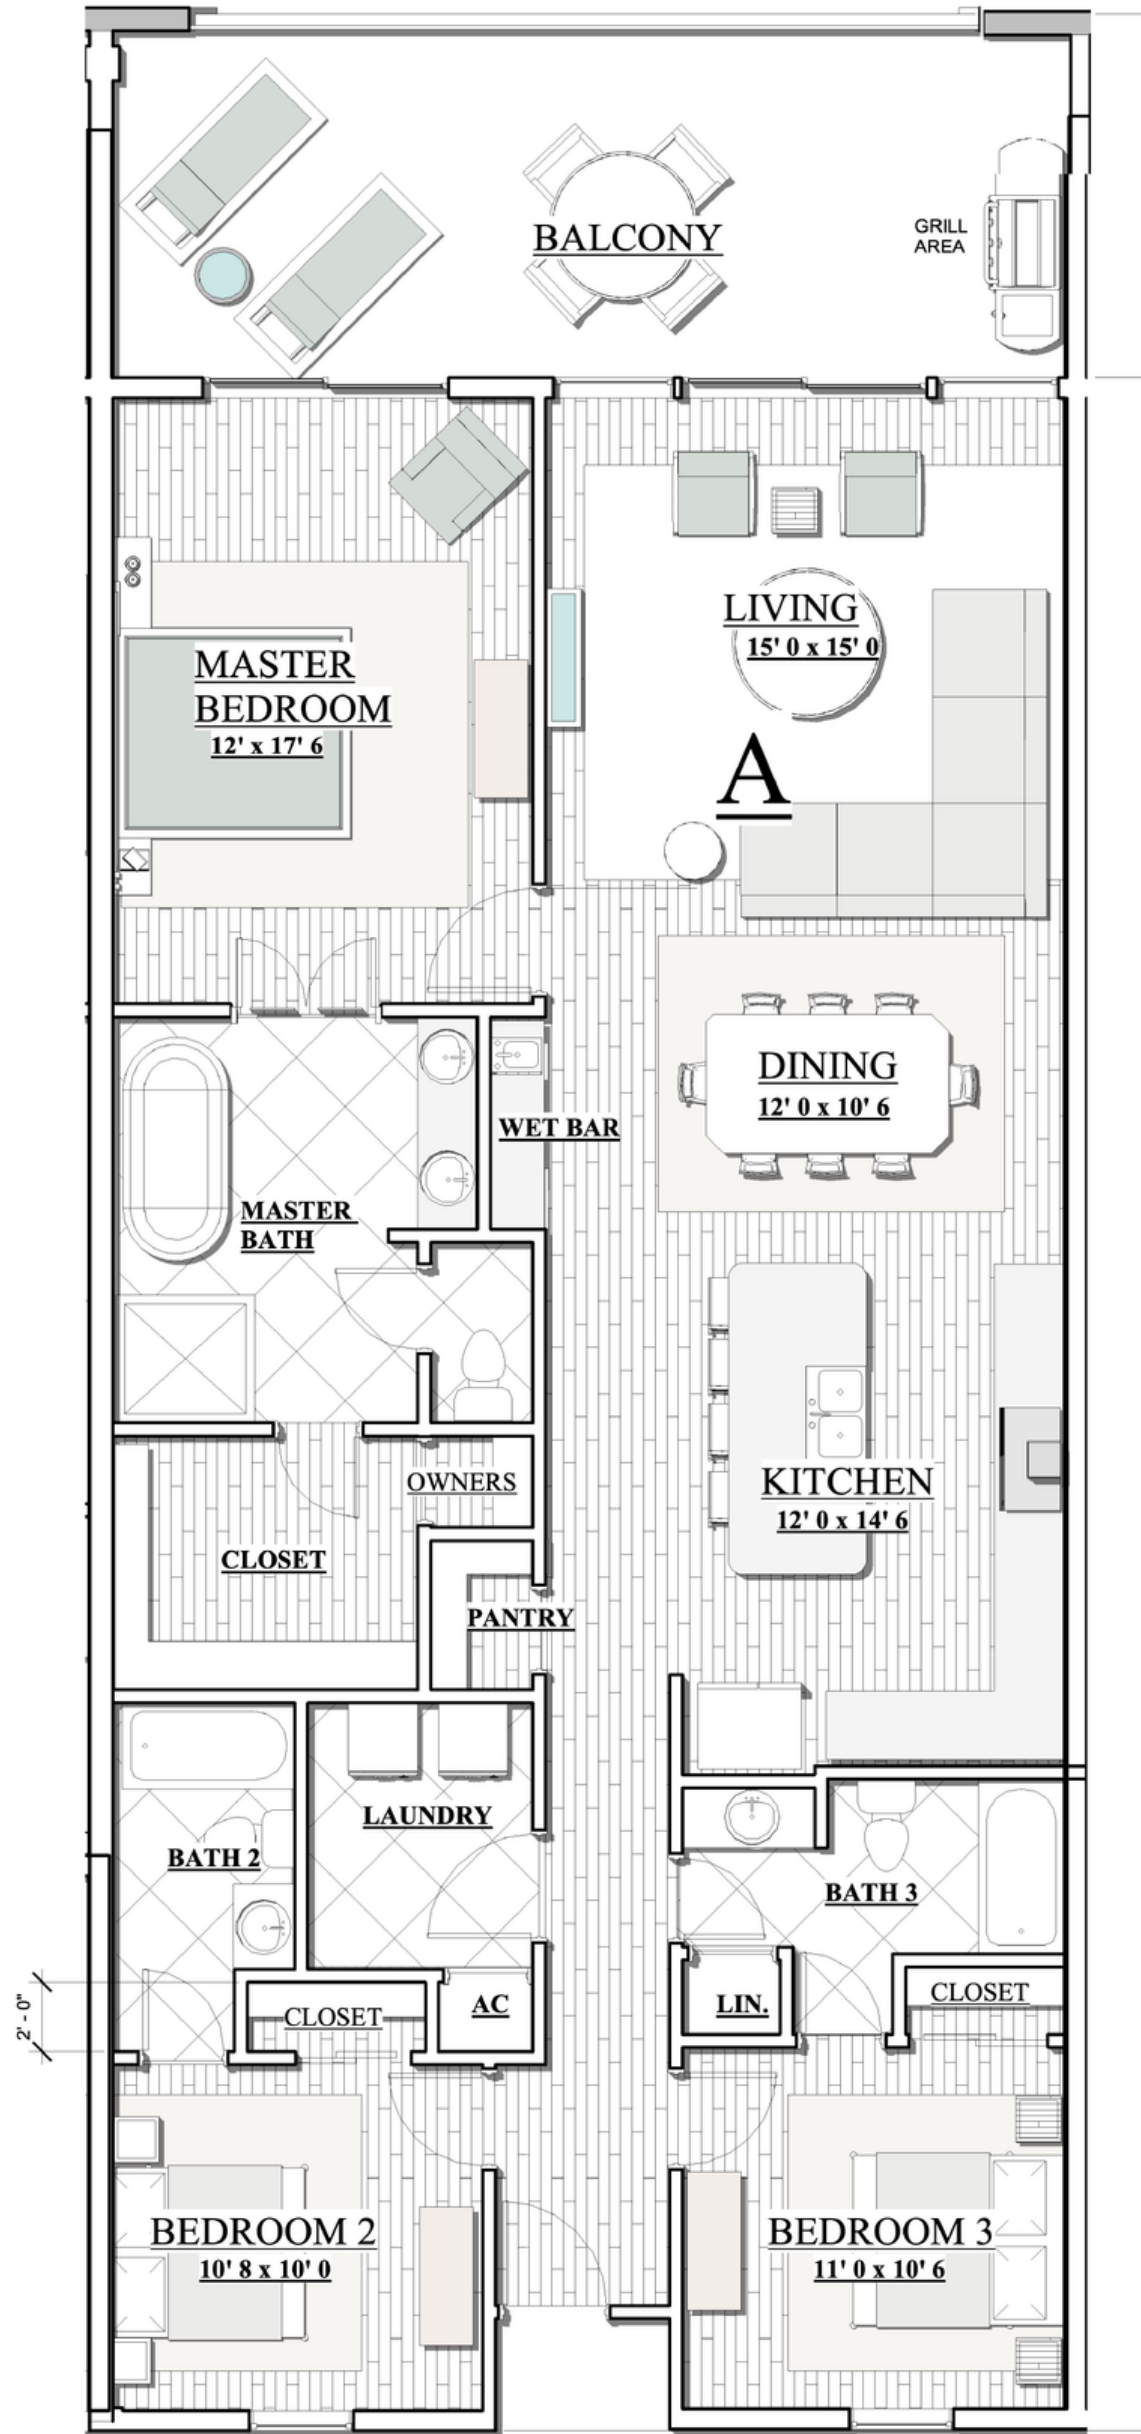 BALCONY
GRILL
AREA
LIVING
15' 0 x 15' 0
MASTER
BEDROOM
12' x 17' 6
A
DINING
12' 0 x 10' 6
WET BAR
MASTER
BATH
KITCHEN
12' 0 x 14' 6
OWNERS
CLOSET
PANTRY
LAUNDRY
BATH 2
BATH 3
2' - 0"
CLOSET
AC
LIN.
CLOSET
BEDROOM 2
10' 8 x 10' 0
BEDROOM 3
11' 0 x 10' 6